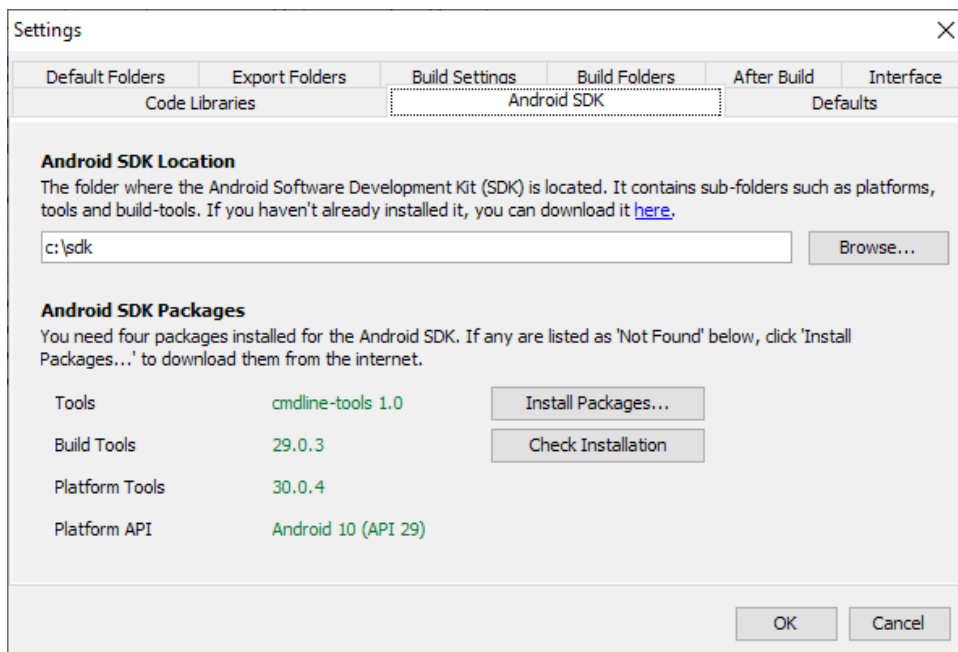 Settings
Default Folders Export Folders Build Settings Build Folders After Build Interface
Code Libraries Android SDK Defaults
Android SDK Location
The folder where the Android Software Development Kit (SDK) is located. It contains sub-folders such as platforms,
tools and build-tools. If you haven't already installed it, you can download it here.
c:\sdk Browse...
Android SDK Packages
You need four packages installed for the Android SDK. If any are listed as 'Not Found' below, click 'Install
Packages...' to download them from the internet.
Tools cmdline-tools 1.0 Install Packages...
Build Tools 29.0.3 Check Installation
Platform Tools 30.0.4
Platform API Android 10 (API 29)
OK Cancel